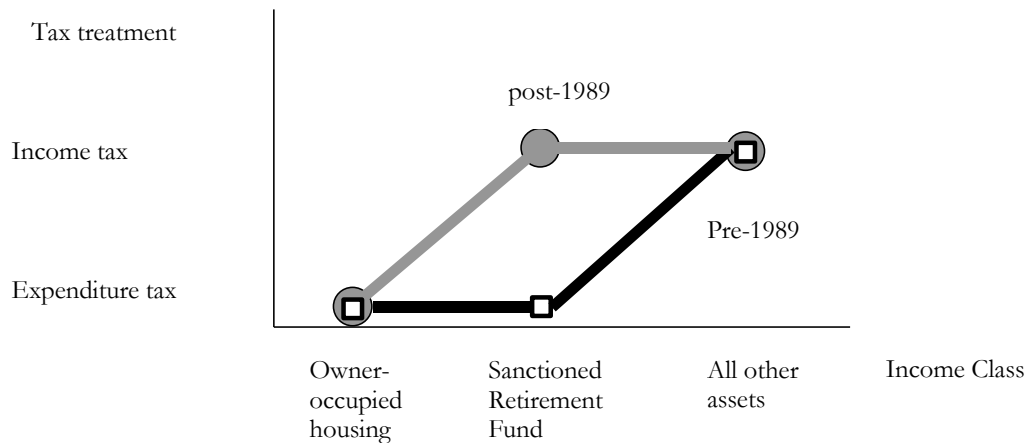 Tax treatment
post-1989
Income tax
Pre-1989
Expenditure tax
Owner-
occupied
housing
Sanctioned
Retirement
Fund
All other
assets
Income Class